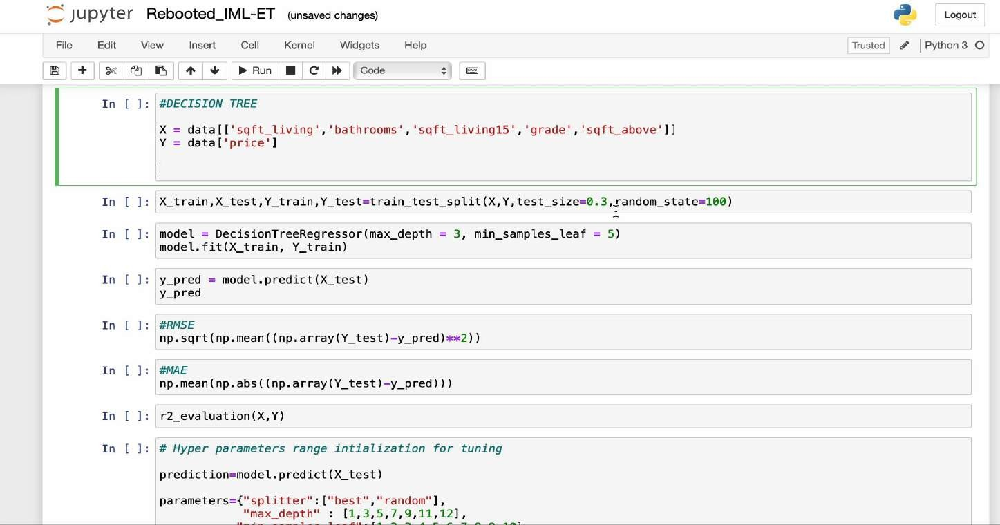 jupyter Rebooted_IML-ET (unsaved changes) Logout
File Edit View Insert Cell Kernel Widgets Help Trusted Python 3
Run Code
In [ ]: #DECISION TREE
X = data[['sqft_living','bathrooms','sqft_living15','grade','sqft_above']]
Y = data['price']
In [ ]: X_train,X_test,Y_train,Y_test=train_test_split(X,Y,test_size=0.3,random_state=100)
In [ ]: model = DecisionTreeRegressor(max_depth = 3, min_samples_leaf = 5)
model.fit(X_train, Y_train)
In [ ]: y_pred = model.predict(X_test)
y_pred
In [ ]: #RMSE
np.sqrt(np.mean((np.array(Y_test)-y_pred)**2))
In [ ]: #MAE
np.mean(np.abs((np.array(Y_test)-y_pred)))
In [ ]: r2_evaluation(X,Y)
In [ ]: # Hyper parameters range intialization for tuning
prediction=model.predict(X_test)
parameters={"splitter":["best","random"],
"max_depth" : [1,3,5,7,9,11,12],